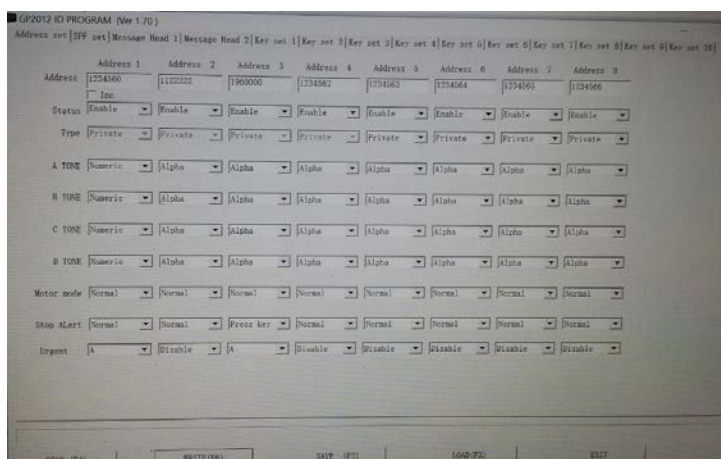 GP2012 ID PROGRAM (Ver 1.70)
Address set SPF set Message Head 1 Message Head 2 Key set 1 Key set 2 Key set 3 Key set 4 Key set 5 Key set 6 Key set 7 Key set 8 Key set 9 Key set 10
Address 1 Address 2 Address 3 Address 4 Address 5 Address 6 Address 7 Address 8
Address 1234560 1122222 1960000 1234562 1234563 1234564 1234565 1234566
Inc
Status Enable Enable Enable Enable Enable Enable Enable Enable
Type Private Private Private Private Private Private Private Private
A TONE Numeric Alpha Alpha Alpha Alpha Alpha Alpha Alpha
B TONE Numeric Alpha Alpha Alpha Alpha Alpha Alpha Alpha
C TONE Numeric Alpha Alpha Alpha Alpha Alpha Alpha Alpha
D TONE Numeric Alpha Alpha Alpha Alpha Alpha Alpha Alpha
Motor mode Normal Normal Normal Normal Normal Normal Normal Normal
Stop ALert Normal Normal Press key Normal Normal Normal Normal Normal
Urgent A Disable A Disable Disable Disable Disable Disable
SAVE (F2) LOAD(F3) EXIT